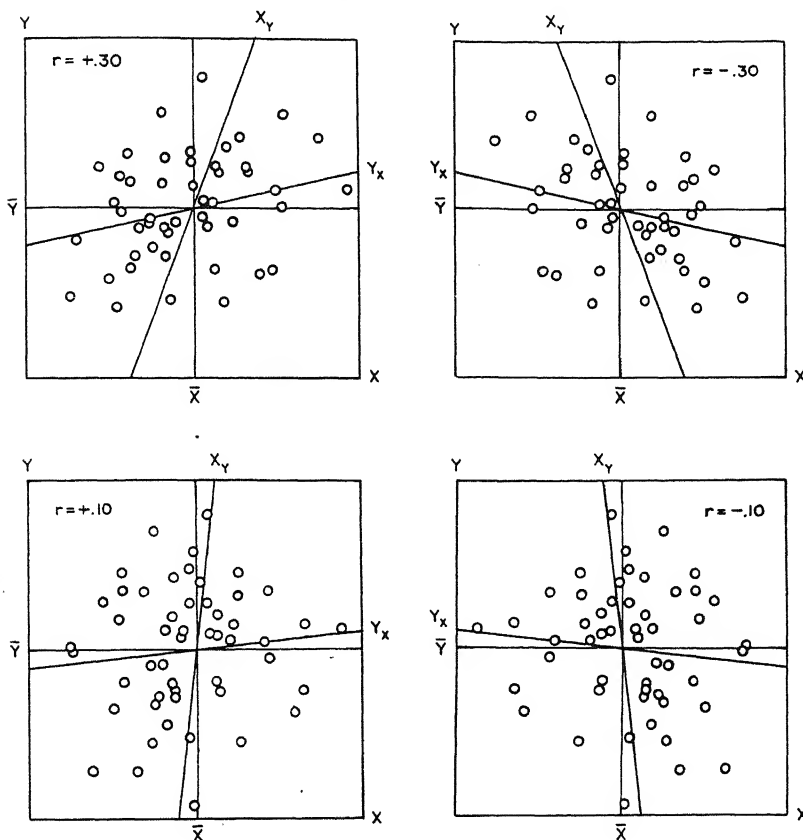 Y
X_Y
r = +.30
Y_X
Ȳ
X̄
X
X_Y
Y
r = -.30
Y_X
Ȳ
X̄
X
Y
X_Y
r = +.10
Y_X
Ȳ
X̄
X
Y
X_Y
r = -.10
Y_X
Ȳ
X̄
X